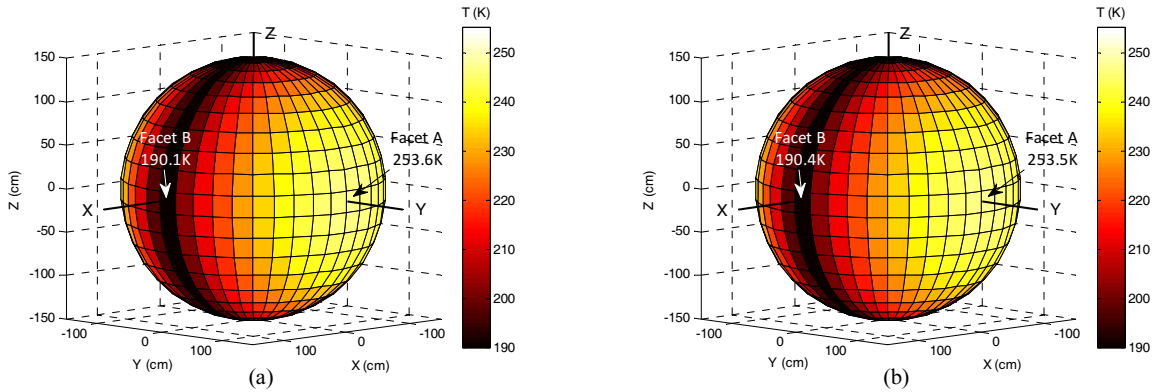 T (K)
Z
150
100
50
0
-50
-100
-150
Z (cm)
Facet B
190.1K
Facet A
253.6K
X
Y
-100
0
100
Y (cm)
100
0
-100
X (cm)
250
240
230
220
210
200
190
(a)
T (K)
Z
150
100
50
0
-50
-100
-150
Z (cm)
Facet B
190.4K
Facet A
253.5K
X
Y
-100
0
100
Y (cm)
100
0
-100
X (cm)
250
240
230
220
210
200
190
(b)